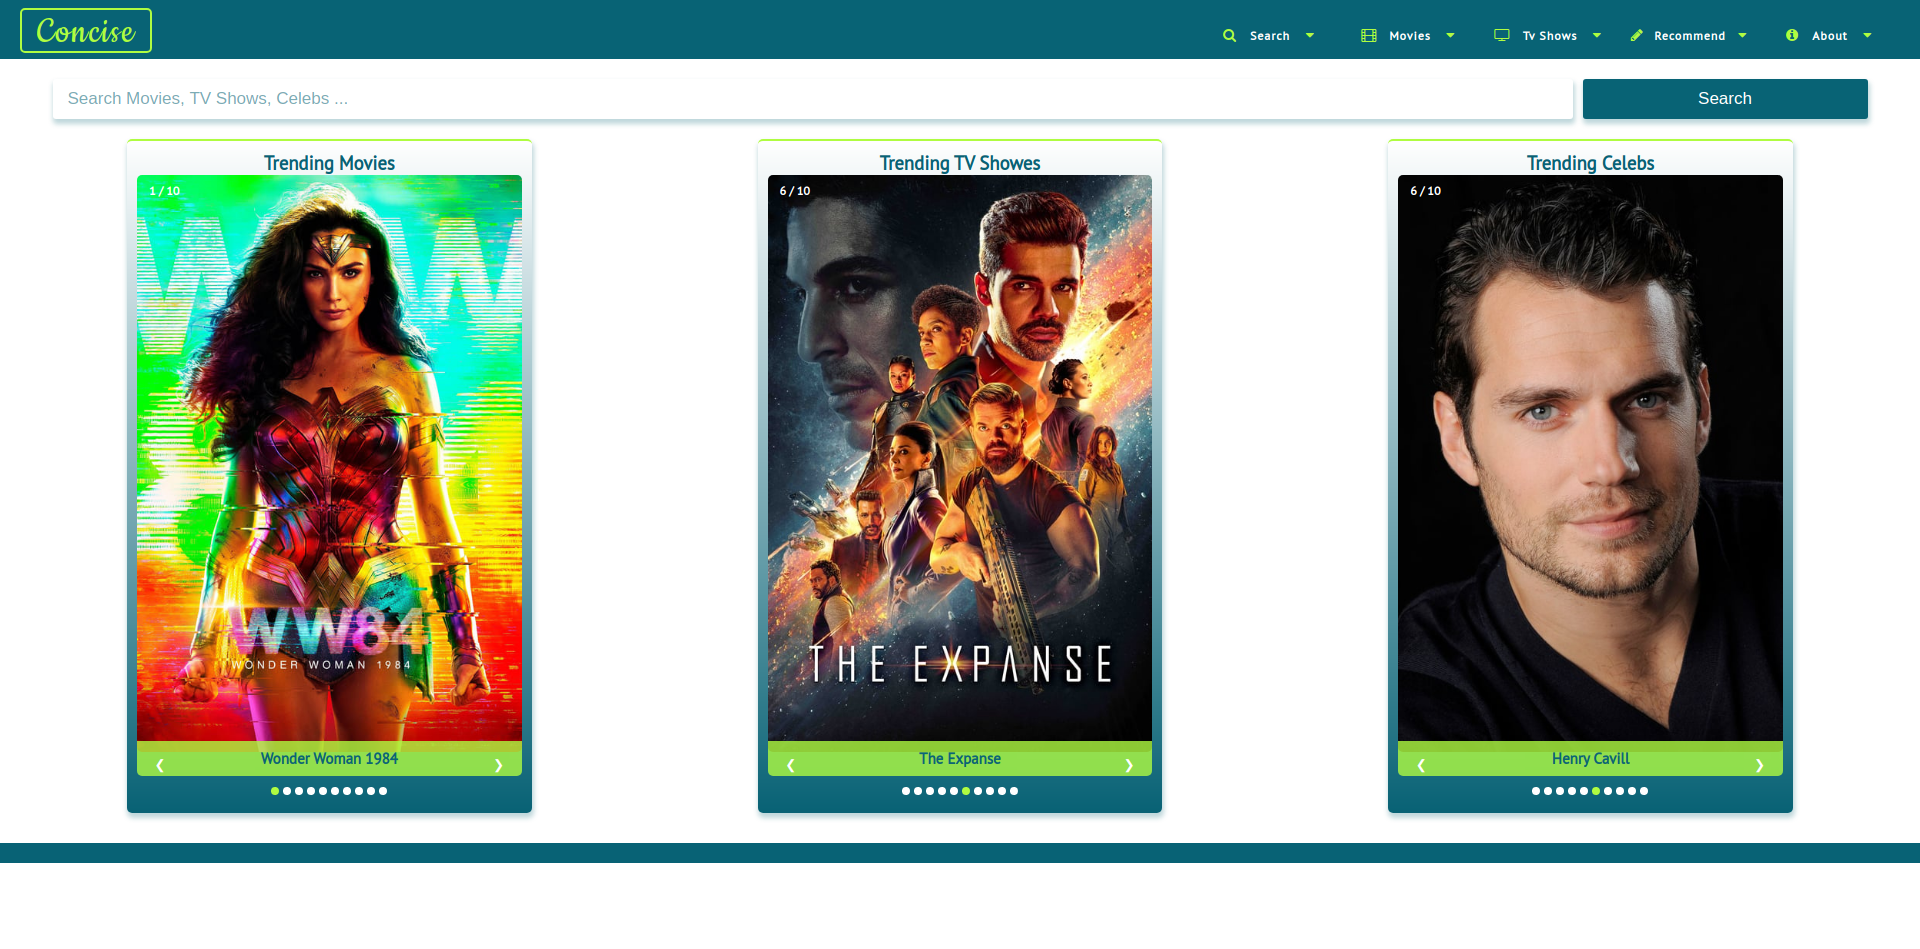 Concise
Search
Movies
Tv Shows
Recommend
About
Search Movies, TV Shows, Celebs ...
Search
Trending Movies
1 / 10
WW84
WONDER WOMAN 1984
Wonder Woman 1984
❮
❯
Trending TV Showes
6 / 10
THE EXPANSE
The Expanse
❮
❯
Trending Celebs
6 / 10
Henry Cavill
❮
❯